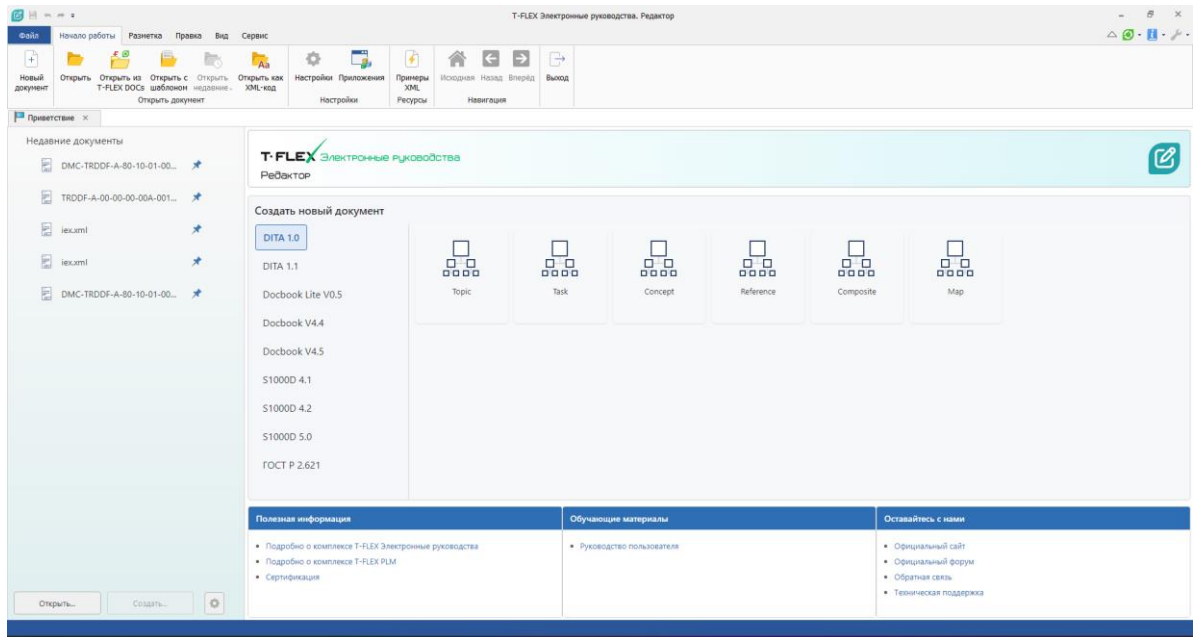 T-FLEX Электронные руководства. Редактор
Файл Начало работы Разметка Правка Вид Сервис
Новый документ
Открыть
Открыть из T-FLEX DOCs
Открыть с шаблоном
Открыть недавние
Открыть как XML-код
Настройки
Приложения
Примеры XML
Исходная
Назад
Вперёд
Выход
Открыть документ
Настройки
Ресурсы
Навигация
Приветствие
Недавние документы
DMC-TRDDF-A-80-10-01-00...
TRDDF-A-00-00-00-00A-001...
iex.xml
iex.xml
DMC-TRDDF-A-80-10-01-00...
Открыть...
Создать...
T-FLEX Электронные руководства
Редактор
Создать новый документ
DITA 1.0
DITA 1.1
Docbook Lite V0.5
Docbook V4.4
Docbook V4.5
S1000D 4.1
S1000D 4.2
S1000D 5.0
ГОСТ Р 2.621
Topic
Task
Concept
Reference
Composite
Map
Полезная информация
Подробно о комплексе T-FLEX Электронные руководства
Подробно о комплексе T-FLEX PLM
Сертификация
Обучающие материалы
Руководство пользователя
Оставайтесь с нами
Официальный сайт
Официальный форум
Обратная связь
Техническая поддержка